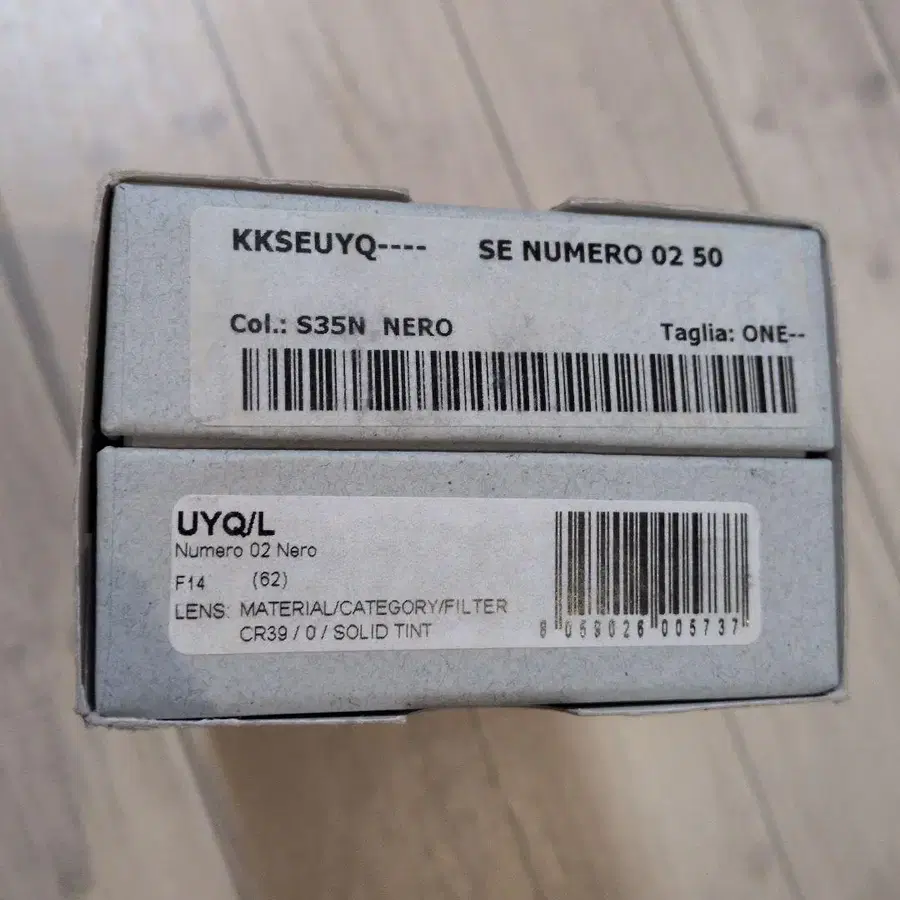 KKSEUYQ---- SE NUMERO 02 50
Col.: S35N NERO Taglia: ONE--
UYQ/L
Numero 02 Nero
F14 (62)
LENS: MATERIAL/CATEGORY/FILTER
CR39 / 0 / SOLID TINT
8 059026 005737